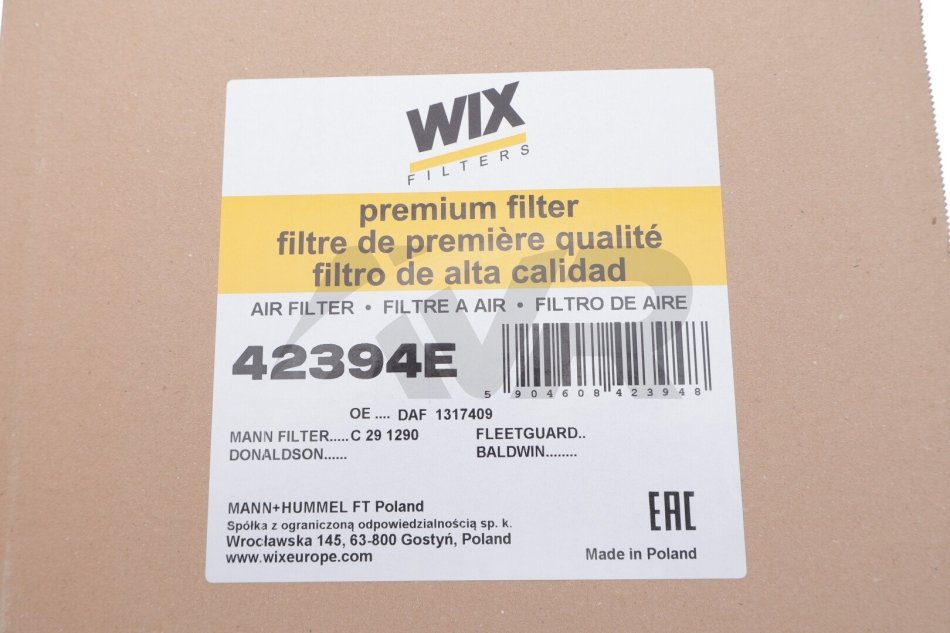 WIX
FILTERS
premium filter
filtre de première qualité
filtro de alta calidad
AIR FILTER • FILTRE A AIR • FILTRO DE AIRE
42394E
5 904608 423948
OE .... DAF 1317409
MANN FILTER.....C 29 1290 FLEETGUARD..
DONALDSON...... BALDWIN........
MANN+HUMMEL FT Poland
Spółka z ograniczoną odpowiedzialnością sp. k.
Wrocławska 145, 63-800 Gostyń, Poland
www.wixeurope.com
EAC
Made in Poland